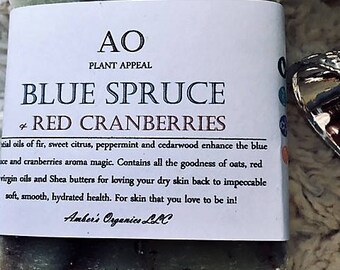 AO
PLANT APPEAL
BLUE SPRUCE
& RED CRANBERRIES
tial oils of fir, sweet citrus, peppermint and cedarwood enhance the blue
uce and cranberries aroma magic. Contains all the goodness of oats, red
virgin oils and Shea butters for loving your dry skin back to impeccable
soft, smooth, hydrated health. For skin that you love to be in!
Amber's Organics LLC